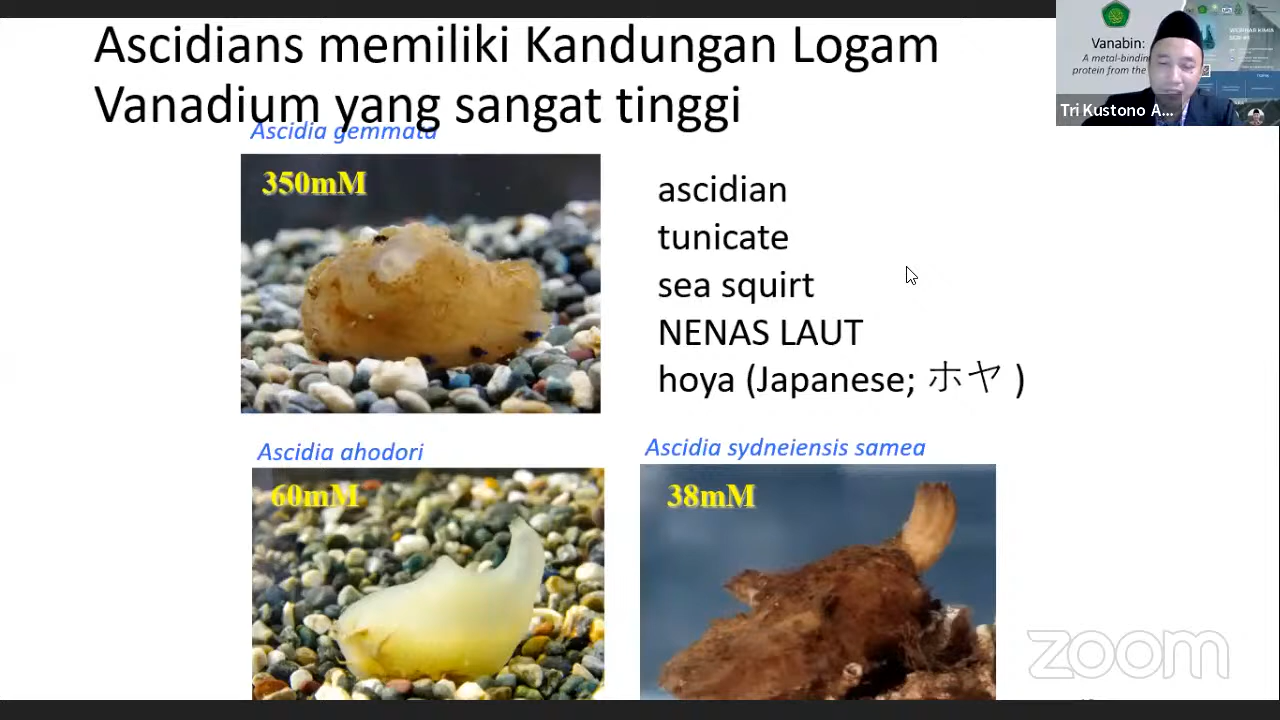 Ascidians memiliki Kandungan Logam
Vanadium yang sangat tinggi
Ascidia gemmata
350mM
ascidian
tunicate
sea squirt
NENAS LAUT
hoya (Japanese; ホヤ )
Ascidia ahodori
60mM
Ascidia sydneiensis samea
38mM
Vanabin:
A metal-bindin
protein from the
Tri Kustono A...
zoom